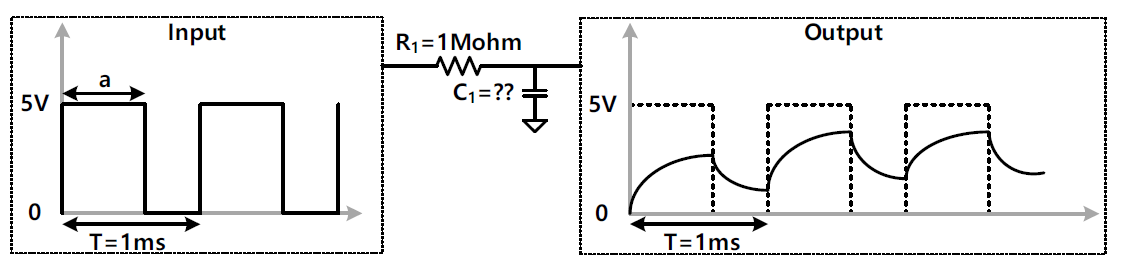 Input
a
5V
0
T=1ms
R1=1Mohm
C1=??
Output
5V
0
T=1ms